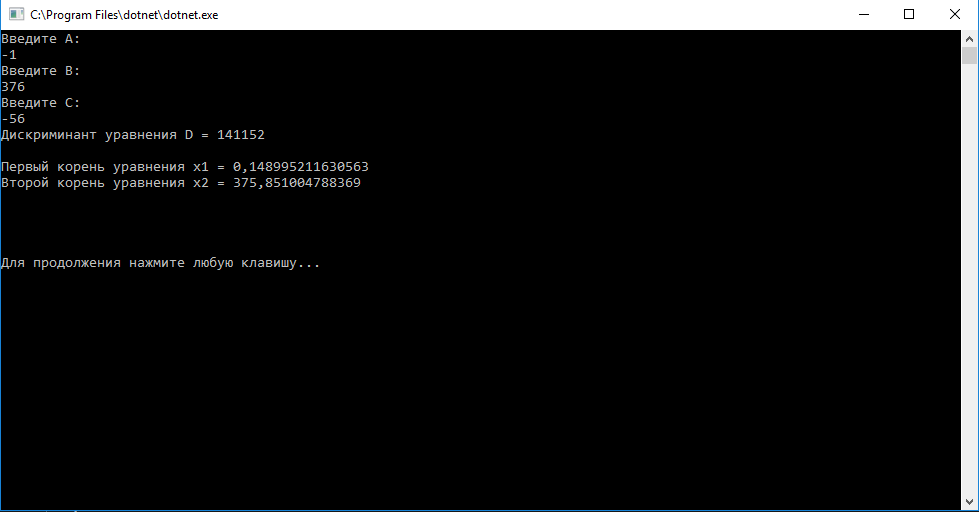 C:\Program Files\dotnet\dotnet.exe
Введите A:
-1
Введите B:
376
Введите C:
-56
Дискриминант уравнения D = 141152
Первый корень уравнения x1 = 0,148995211630563
Второй корень уравнения x2 = 375,851004788369
Для продолжения нажмите любую клавишу...